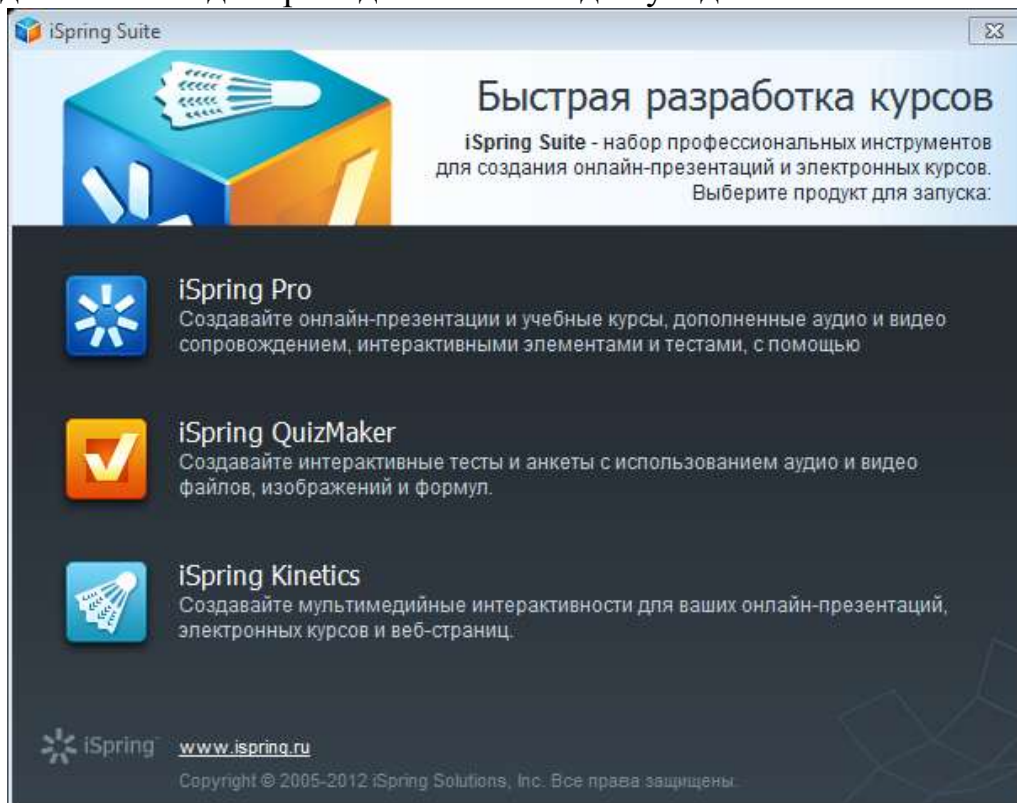 iSpring Suite
Быстрая разработка курсов
iSpring Suite - набор профессиональных инструментов
для создания онлайн-презентаций и электронных курсов.
Выберите продукт для запуска:
iSpring Pro
Создавайте онлайн-презентации и учебные курсы, дополненные аудио и видео
сопровождением, интерактивными элементами и тестами, с помощью
iSpring QuizMaker
Создавайте интерактивные тесты и анкеты с использованием аудио и видео
файлов, изображений и формул.
iSpring Kinetics
Создавайте мультимедийные интерактивности для ваших онлайн-презентаций,
электронных курсов и веб-страниц.
iSpring www.ispring.ru
Copyright © 2005-2012 iSpring Solutions, Inc. Все права защищены.